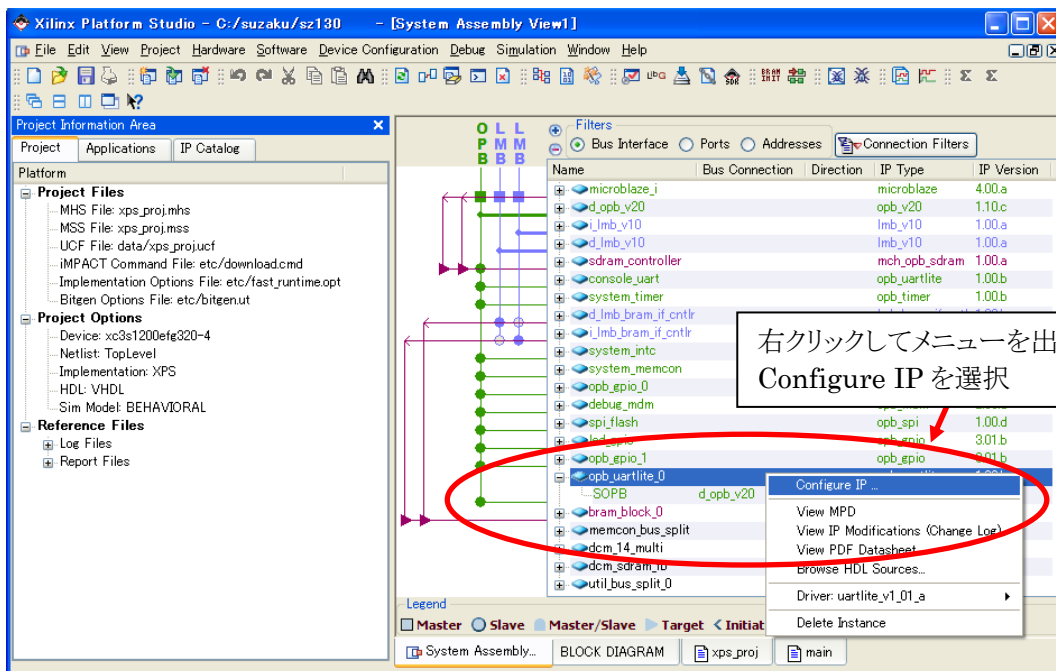 Xilinx Platform Studio - C:/suzaku/sz130 - [System Assembly View1]
File Edit View Project Hardware Software Device Configuration Debug Simulation Window Help
Project Information Area
Project Applications IP Catalog
Platform
Project Files
MHS File: xps_proj.mhs
MSS File: xps_proj.mss
UCF File: data/xps_proj.ucf
iMPACT Command File: etc/download.cmd
Implementation Options File: etc/fast_runtime.opt
Bitgen Options File: etc/bitgen.ut
Project Options
Device: xc3s1200efg320-4
Netlist: TopLevel
Implementation: XPS
HDL: VHDL
Sim Model: BEHAVIORAL
Reference Files
Log Files
Report Files
OPB LMB LMB
Filters
Bus Interface Ports Addresses Connection Filters
Name Bus Connection Direction IP Type IP Version
microblaze_i microblaze 4.00.a
d_opb_v20 opb_v20 1.10.c
i_lmb_v10 lmb_v10 1.00.a
d_lmb_v10 lmb_v10 1.00.a
sdram_controller mch_opb_sdram 1.00.a
console_uart opb_uartlite 1.00.b
system_timer opb_timer 1.00.b
d_lmb_bram_if_cntlr
i_lmb_bram_if_cntlr
system_intc
system_memcon
opb_gpio_0
debug_mdm
spi_flash opb_spi 1.00.d
led_gpio opb_gpio 3.01.b
opb_gpio_1 opb_gpio 3.01.b
opb_uartlite_0
SOPB d_opb_v20
bram_block_0
memcon_bus_split
dcm_14_multi
dcm_sdram_fb
util_bus_split_0
右クリックしてメニューを出
Configure IP を選択
Configure IP ...
View MPD
View IP Modifications (Change Log)
View PDF Datasheet
Browse HDL Sources...
Driver: uartlite_v1_01_a
Delete Instance
Legend
Master Slave Master/Slave Target Initiat
System Assembly... BLOCK DIAGRAM xps_proj main